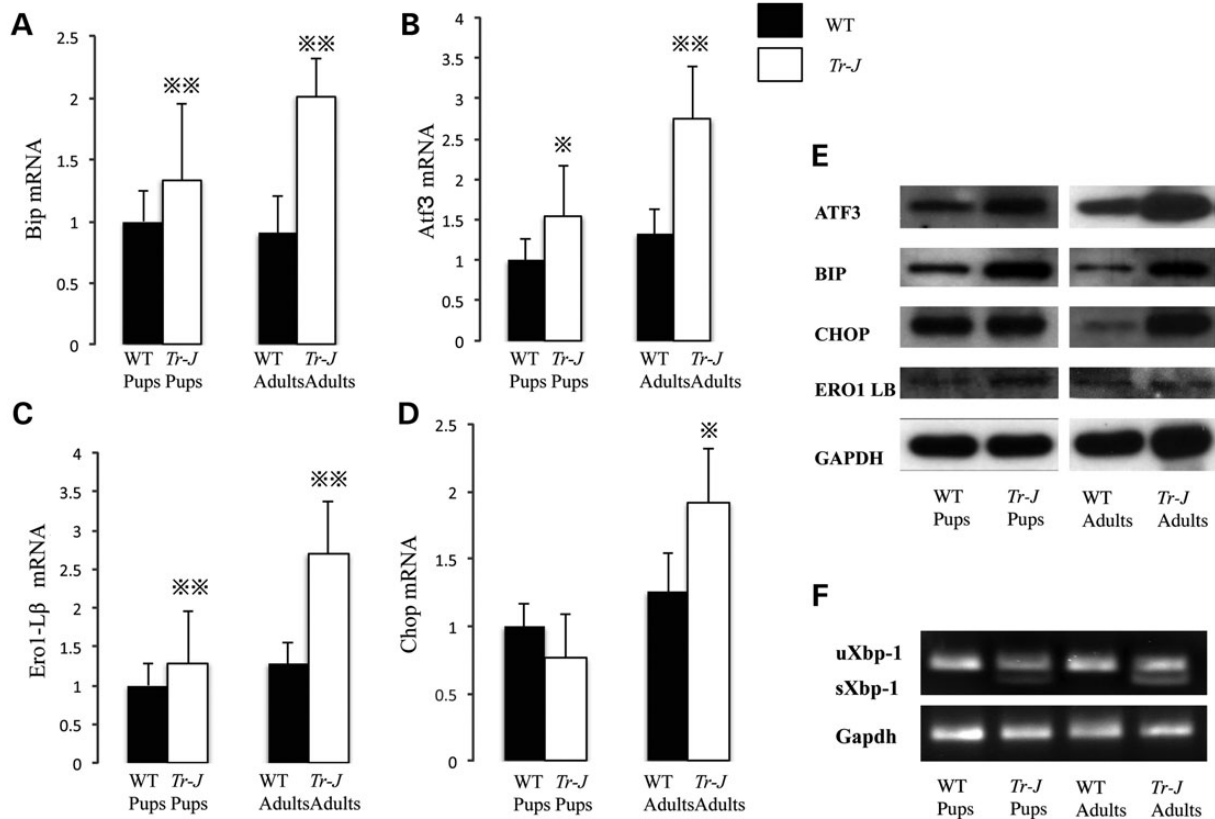 A
Bip mRNA
2.5
2
1.5
1
0.5
0
※※
※※
WT Tr-J WT Tr-J
Pups Pups AdultsAdults
B
Atf3 mRNA
4
3.5
3
2.5
2
1.5
1
0.5
0
※
※※
WT Tr-J WT Tr-J
Pups Pups AdultsAdults
WT
Tr-J
C
Ero1-Lβ mRNA
4
3.5
3
2.5
2
1.5
1
0.5
0
※※
※※
WT Tr-J WT Tr-J
Pups Pups AdultsAdults
D
Chop mRNA
2.5
2
1.5
1
0.5
0
※
WT Tr-J WT Tr-J
Pups Pups AdultsAdults
E
ATF3
BIP
CHOP
ERO1 LB
GAPDH
WT Tr-J WT Tr-J
Pups Pups Adults Adults
F
uXbp-1
sXbp-1
Gapdh
WT Tr-J WT Tr-J
Pups Pups Adults Adults